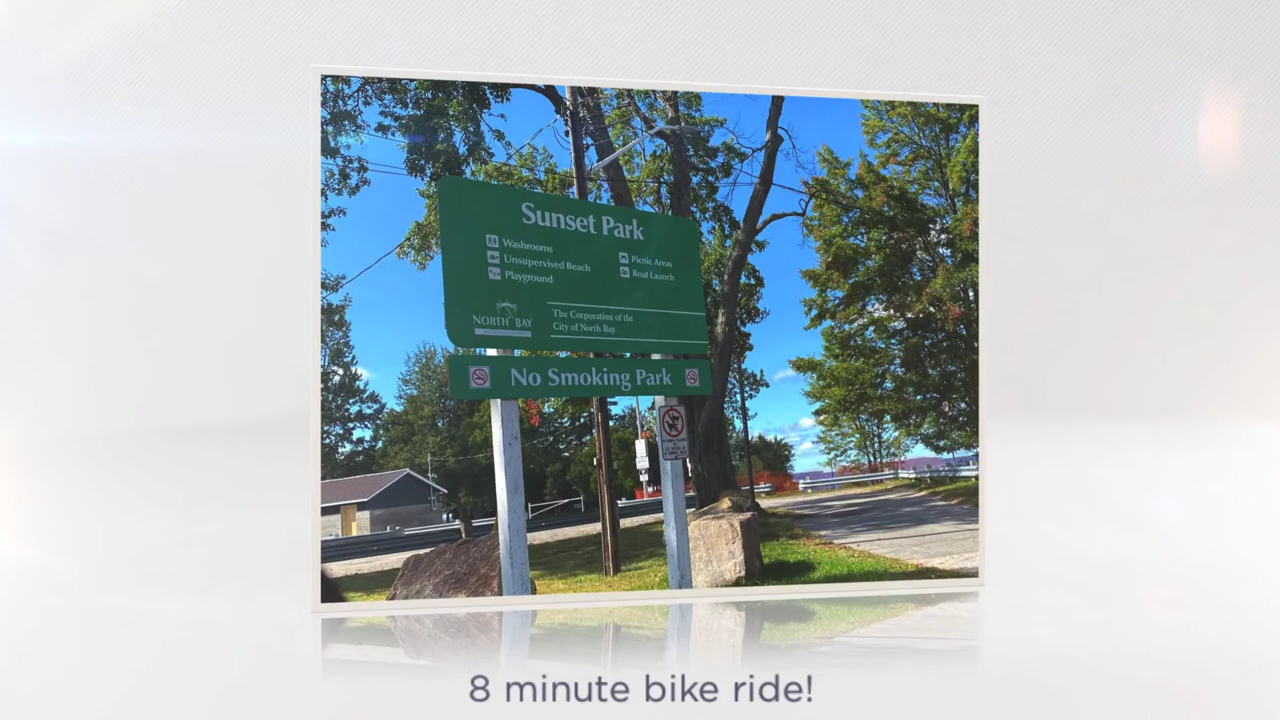 Sunset Park
Washrooms
Unsupervised Beach
Playground
Picnic Areas
Boat Launch
NORTH BAY
The Corporation of the
City of North Bay
No Smoking Park
8 minute bike ride!